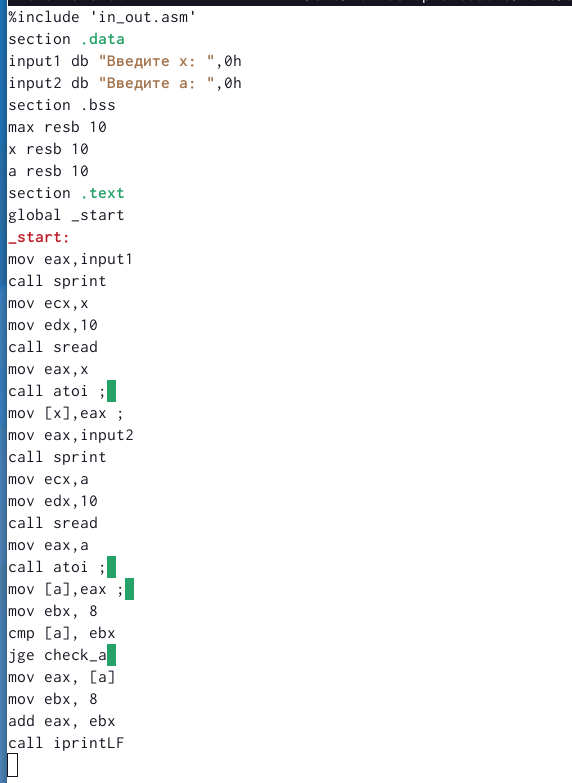 %include 'in_out.asm'
section .data
input1 db "Введите x: ",0h
input2 db "Введите a: ",0h
section .bss
max resb 10
x resb 10
a resb 10
section .text
global _start
_start:
mov eax,input1
call sprint
mov ecx,x
mov edx,10
call sread
mov eax,x
call atoi ;
mov [x],eax ;
mov eax,input2
call sprint
mov ecx,a
mov edx,10
call sread
mov eax,a
call atoi ;
mov [a],eax ;
mov ebx, 8
cmp [a], ebx
jge check_a
mov eax, [a]
mov ebx, 8
add eax, ebx
call iprintLF